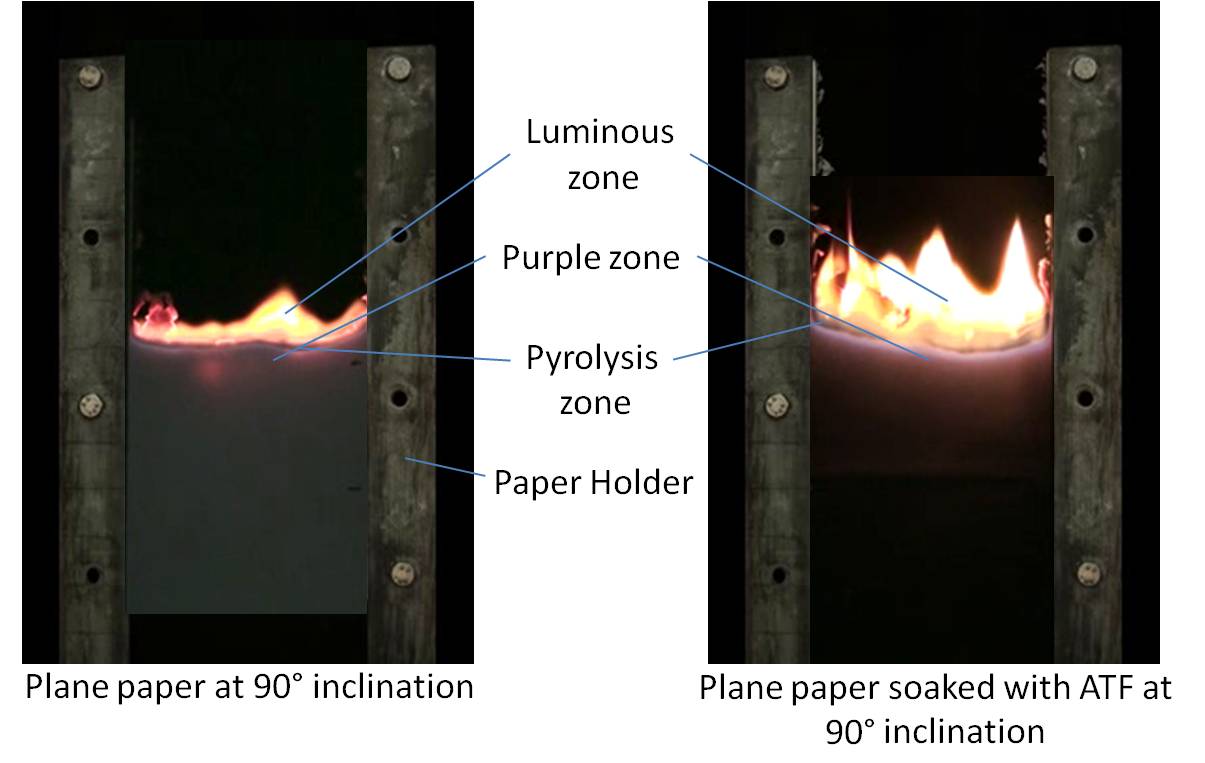 Luminous
zone
Purple zone
Pyrolysis
zone
Paper Holder
Plane paper at 90° inclination
Plane paper soaked with ATF at
90° inclination